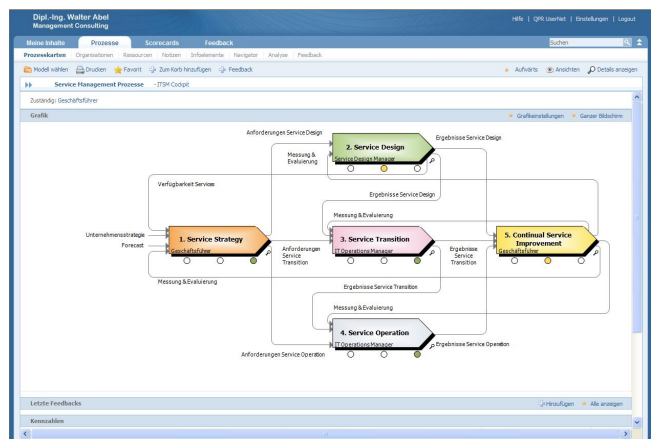 Dipl.-Ing. Walter Abel
Management Consulting
Hilfe | QPR UserNet | Einstellungen | Logout
Meine Inhalte Prozesse Scorecards Feedback
Suchen
Prozesskarten Organisationen Ressourcen Notizen Infoelemente Navigator Analyse Feedback
Modell wählen Drucken Favorit Zum Korb hinzufügen Feedback
Aufwärts Ansichten Details anzeigen
Service Management Prozesse - ITSM Cockpit
Zuständig: Geschäftsführer
Grafik
Grafikeinstellungen Ganzer Bildschirm
Anforderungen Service Design
Ergebnisse Service Design
2. Service Design
Service Design Manager
Messung &
Evaluierung
Verfügbarkeit Services
Ergebnisse Service Design
Messung & Evaluierung
Unternehmensstrategie
Forecast
1. Service Strategy
Geschäftsführer
Anforderungen
Service
Transition
3. Service Transition
IT Operations Manager
Ergebnisse
Service
Transition
5. Continual Service
Improvement
Geschäftsführer
Messung & Evaluierung
Ergebnisse Service Transition
Messung & Evaluierung
4. Service Operation
IT Operations Manager
Anforderungen Service Operation
Ergebnisse Service Operation
Letzte Feedbacks
Hinzufügen Alle anzeigen
Kennzahlen